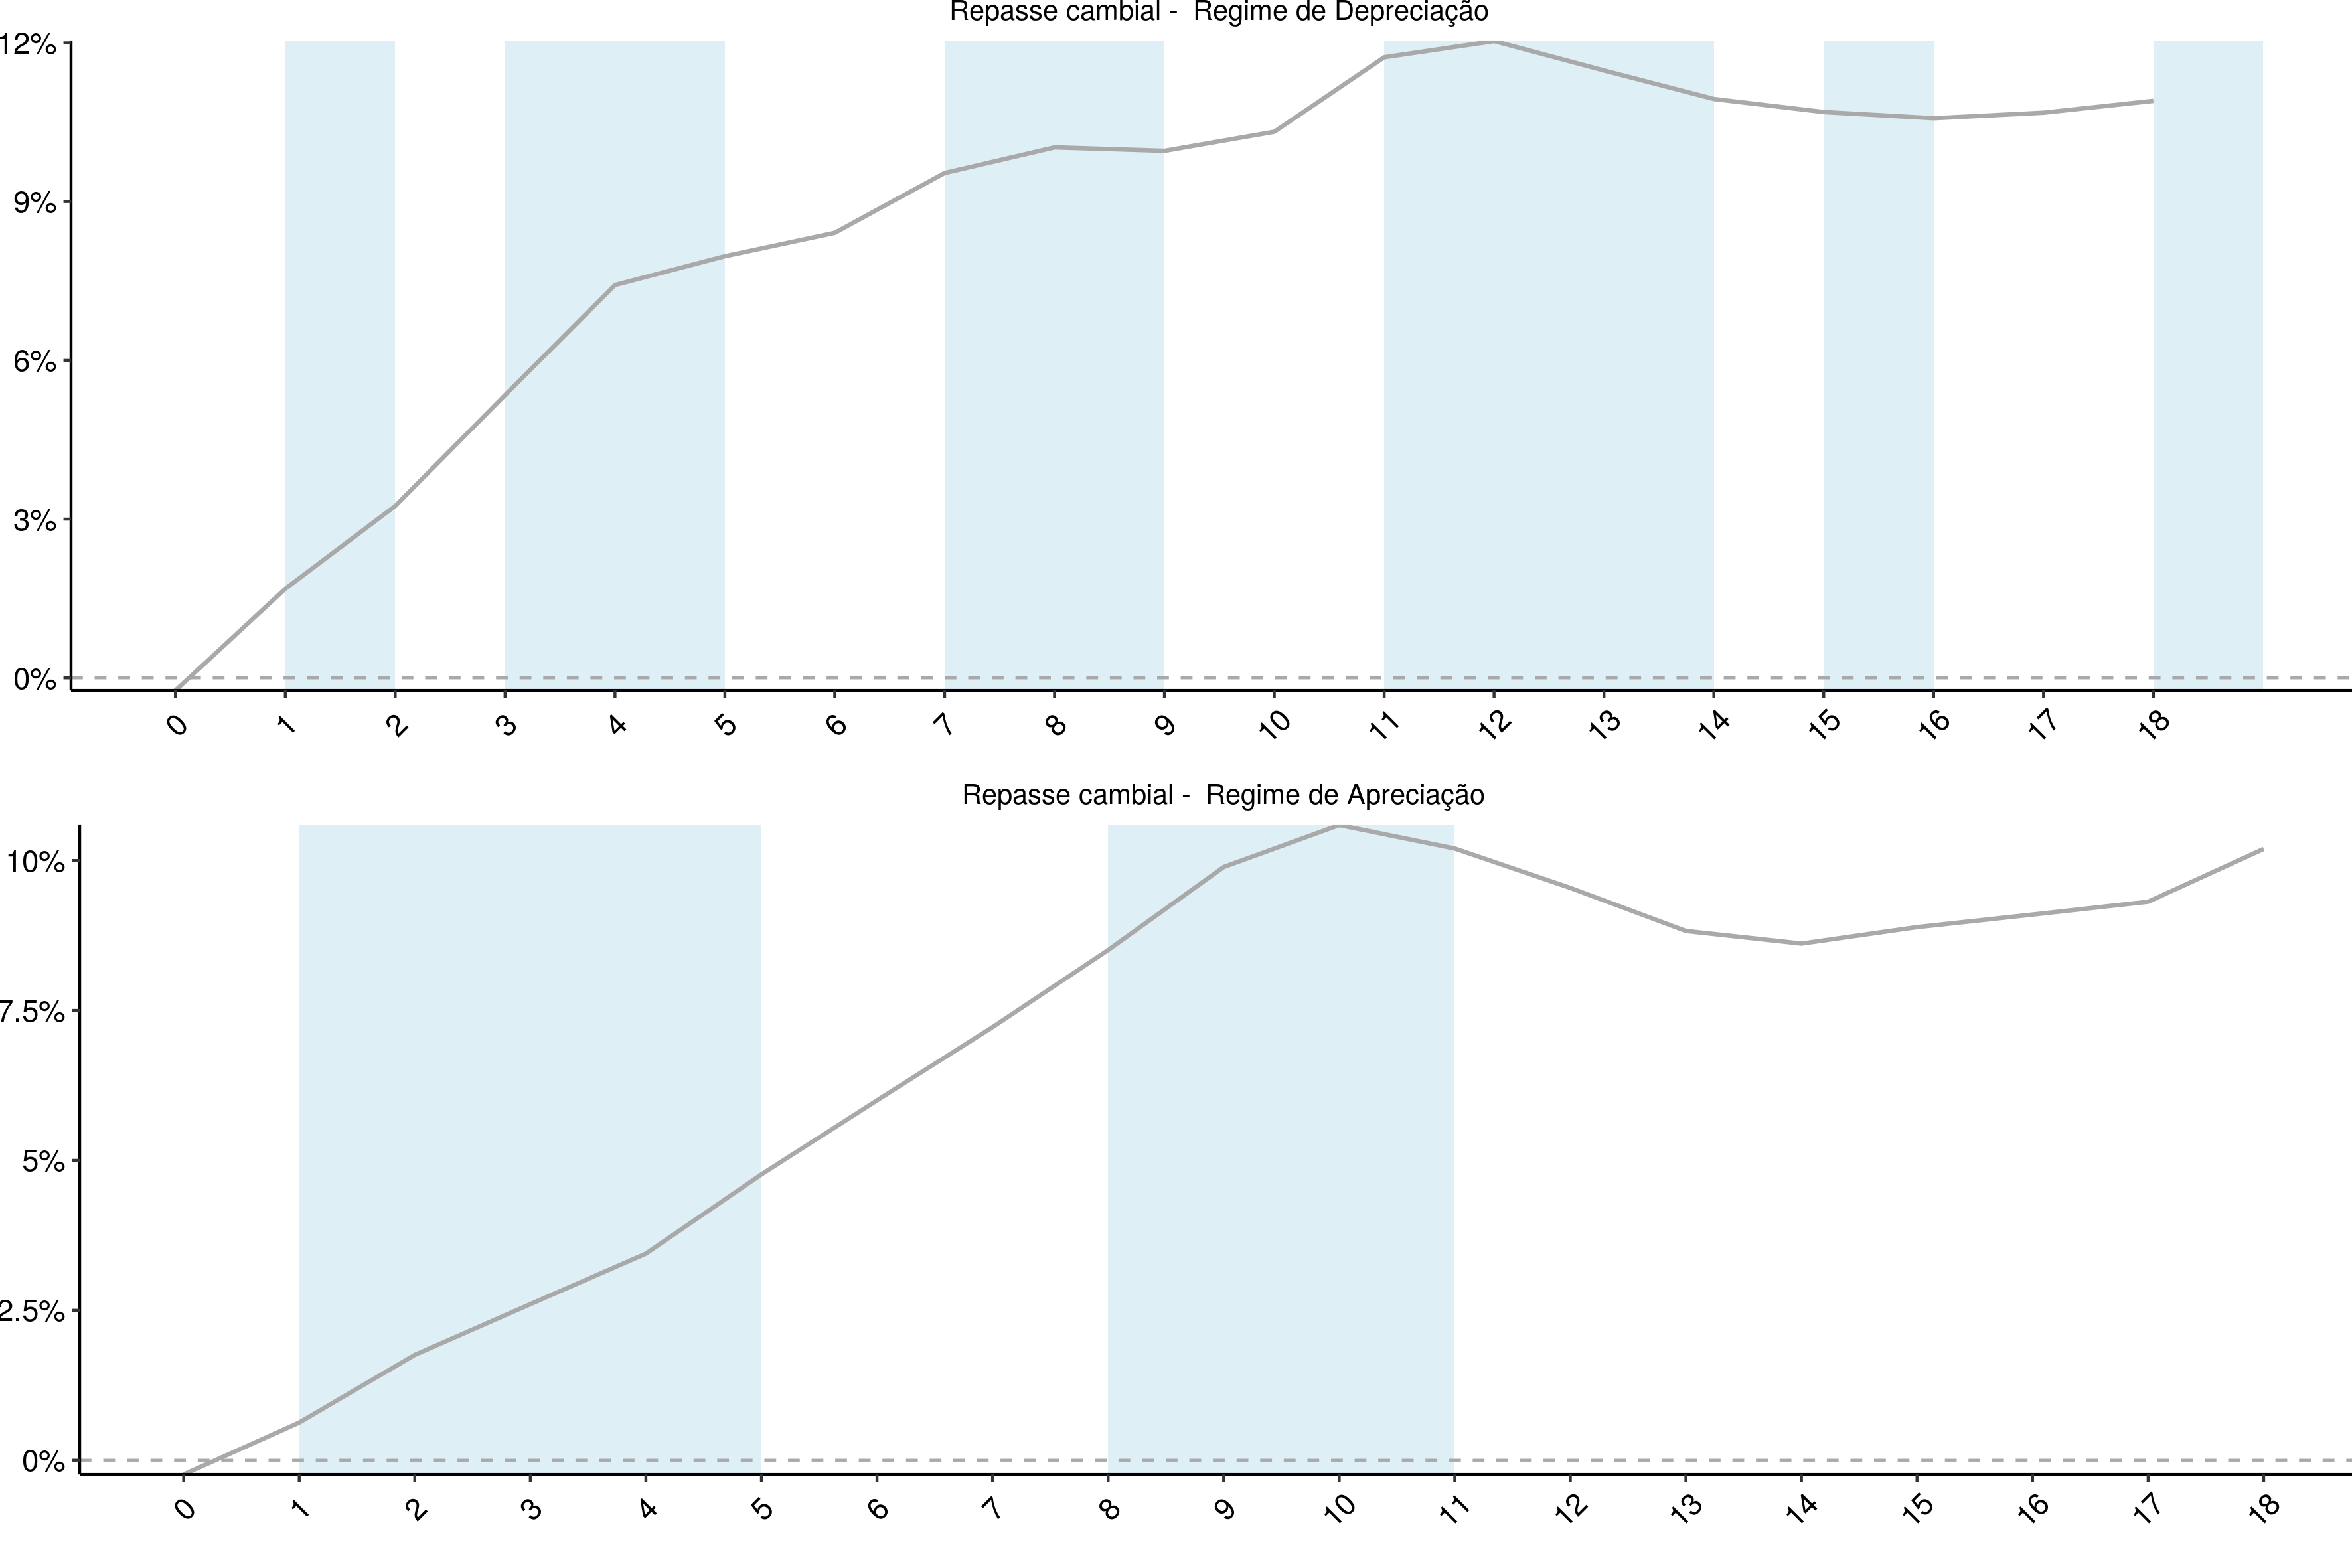 Repasse cambial -  Regime de Depreciação
12%
9%
6%
3%
0%
0 1 2 3 4 5 6 7 8 9 10 11 12 13 14 15 16 17 18
Repasse cambial -  Regime de Apreciação
10%
7.5%
5%
2.5%
0%
0 1 2 3 4 5 6 7 8 9 10 11 12 13 14 15 16 17 18